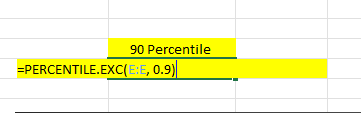 90 Percentile
=PERCENTILE.EXC(E:E, 0.9)